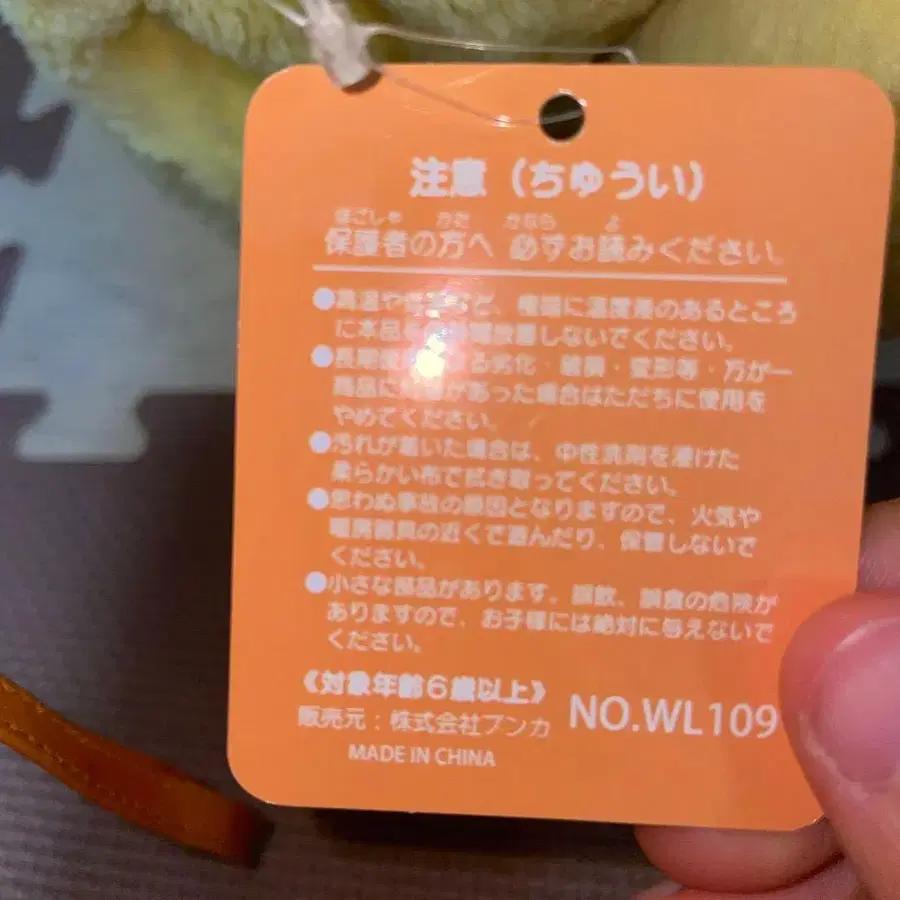 注意（ちゅうい）
ほごしゃ かた かなら よ
保護者の方へ 必ずお読みください。
●高温や など、極端に温度差のあるところ
に本品を 放置しないでください。
●長期 る劣化・破損・変形等・万が一
商品に があった場合はただちに使用を
やめてください。
●汚れが着いた場合は、中性洗剤を浸けた
柔らかい布で拭き取ってください。
●思わぬ事故の原因となりますので、火気や
暖房器具の近くで遊んだり、保管しないで
ください。
●小さな部品があります。誤飲、誤食の危険が
ありますので、お子様には絶対に与えないで
ください。
《対象年齢６歳以上》
販売元：株式会社ブンカ NO.WL109
MADE IN CHINA